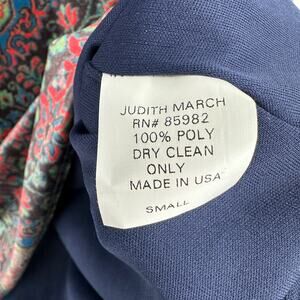 JUDITH MARCH
RN# 85982
100% POLY
DRY CLEAN
ONLY
MADE IN USA
SMALL